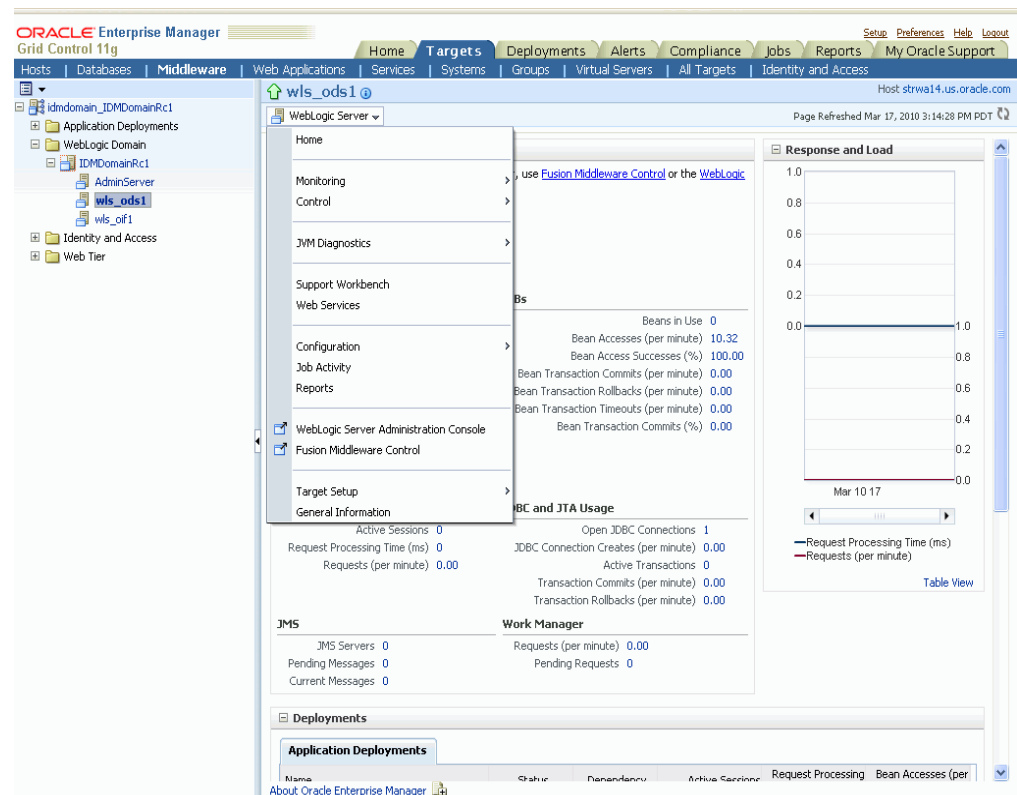 ORACLE Enterprise Manager
Grid Control 11g
Setup Preferences Help Logout
Home Targets Deployments Alerts Compliance Jobs Reports My Oracle Support
Hosts | Databases | Middleware | Web Applications | Services | Systems | Groups | Virtual Servers | All Targets | Identity and Access
idmdomain_IDMDomainRc1
Application Deployments
WebLogic Domain
IDMDomainRc1
AdminServer
wls_ods1
wls_oif1
Identity and Access
Web Tier
wls_ods1
Host strwa14.us.oracle.com
WebLogic Server
Page Refreshed Mar 17, 2010 3:14:28 PM PDT
Home
Monitoring
Control
JVM Diagnostics
Support Workbench
Web Services
Configuration
Job Activity
Reports
WebLogic Server Administration Console
Fusion Middleware Control
Target Setup
General Information
, use Fusion Middleware Control or the WebLogic
Bs
Beans in Use 0
Bean Accesses (per minute) 10.32
Bean Access Successes (%) 100.00
Bean Transaction Commits (per minute) 0.00
Bean Transaction Rollbacks (per minute) 0.00
Bean Transaction Timeouts (per minute) 0.00
Bean Transaction Commits (%) 0.00
Active Sessions 0
Request Processing Time (ms) 0
Requests (per minute) 0.00
BC and JTA Usage
Open JDBC Connections 1
JDBC Connection Creates (per minute) 0.00
Active Transactions 0
Transaction Commits (per minute) 0.00
Transaction Rollbacks (per minute) 0.00
JMS
JMS Servers 0
Pending Messages 0
Current Messages 0
Work Manager
Requests (per minute) 0.00
Pending Requests 0
Response and Load
1.0
0.8
0.6
0.4
0.2
0.0
1.0
0.8
0.6
0.4
0.2
0.0
Mar 10 17
Request Processing Time (ms)
Requests (per minute)
Table View
Deployments
Application Deployments
Name Status Dependency Active Sessions Request Processing Bean Accesses (per
About Oracle Enterprise Manager